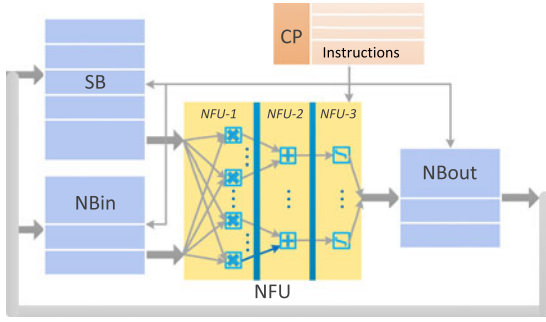 CP
Instructions
SB
NFU-1
NFU-2
NFU-3
NBin
NBout
NFU